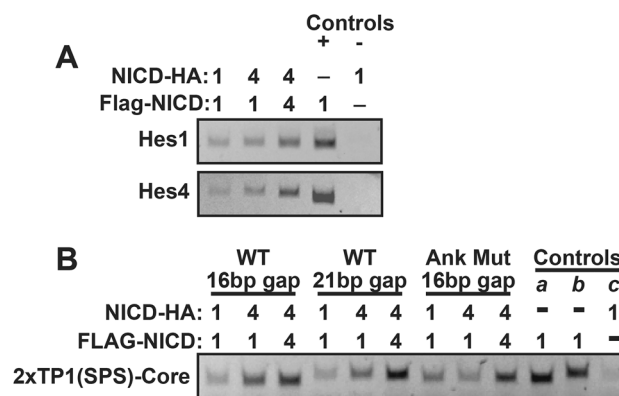 Controls
A + -
NICD-HA: 1 4 4 – 1
Flag-NICD: 1 1 4 1 –
Hes1
Hes4
B WT WT Ank Mut Controls
16bp gap 21bp gap 16bp gap a b c
NICD-HA: 1 4 4 1 4 4 1 4 4 - - 1
FLAG-NICD: 1 1 4 1 1 4 1 1 4 1 1 -
2xTP1(SPS)-Core